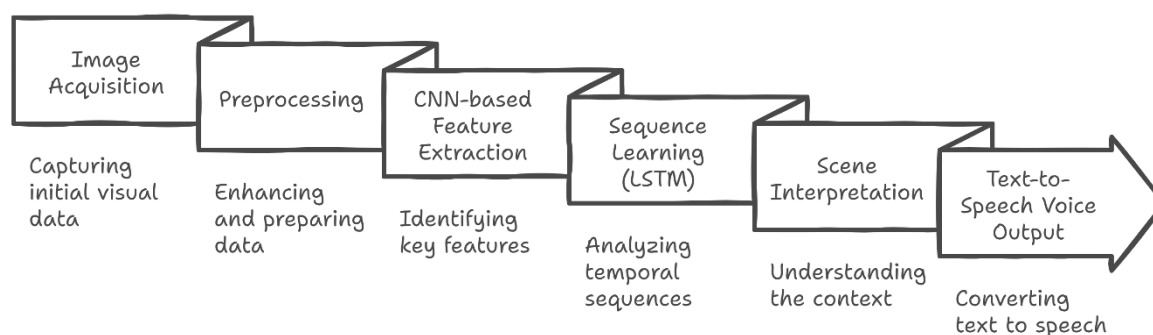 Image
Acquisition
Capturing
initial visual
data
Preprocessing
Enhancing
and preparing
data
CNN-based
Feature
Extraction
Identifying
key features
Sequence
Learning
(LSTM)
Analyzing
temporal
sequences
Scene
Interpretation
Understanding
the context
Text-to-
Speech Voice
Output
Converting
text to speech